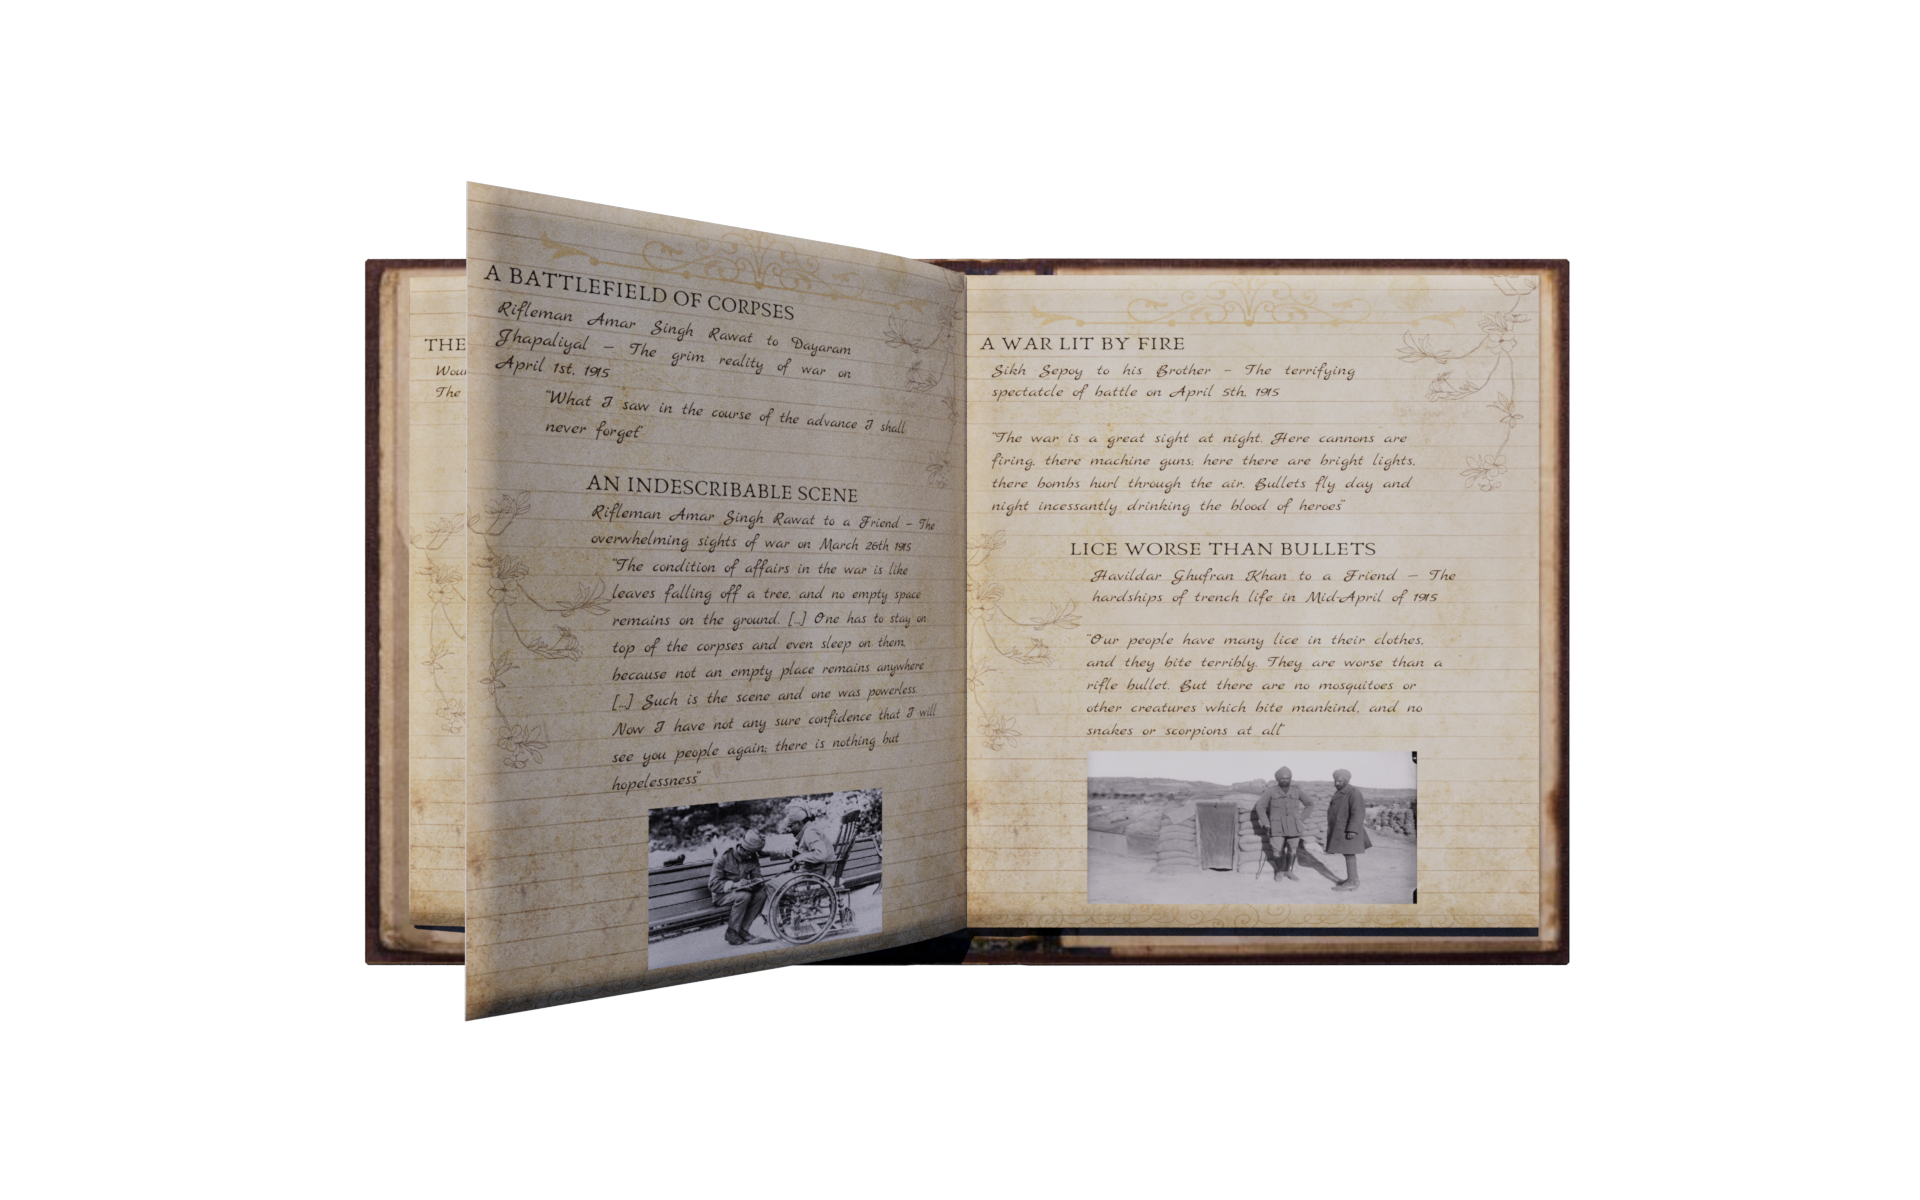 THE
The
A BATTLEFIELD OF CORPSES
Rifleman Amar Singh Rawat to Dayaram
Jhapaliyal – The grim reality of war on
April 1st, 1915
"What I saw in the course of the advance I shall
never forget"
AN INDESCRIBABLE SCENE
Rifleman Amar Singh Rawat to a Friend – The
overwhelming sights of war on March 26th 1915
"The condition of affairs in the war is like
leaves falling off a tree, and no empty space
remains on the ground. [...] One has to stay on
top of the corpses and even sleep on them,
because not an empty place remains anywhere
[...] Such is the scene and one was powerless.
Now I have not any sure confidence that I will
see you people again; there is nothing but
hopelessness"
A WAR LIT BY FIRE
Sikh Sepoy to his Brother – The terrifying
spectatcle of battle on April 5th, 1915
"The war is a great sight at night. Here cannons are
firing, there machine guns; here there are bright lights,
there bombs hurl through the air. Bullets fly day and
night incessantly drinking the blood of heroes"
LICE WORSE THAN BULLETS
Havildar Ghufran Khan to a Friend – The
hardships of trench life in Mid-April of 1915
"Our people have many lice in their clothes,
and they bite terribly. They are worse than a
rifle bullet. But there are no mosquitoes or
other creatures which bite mankind, and no
snakes or scorpions at all"